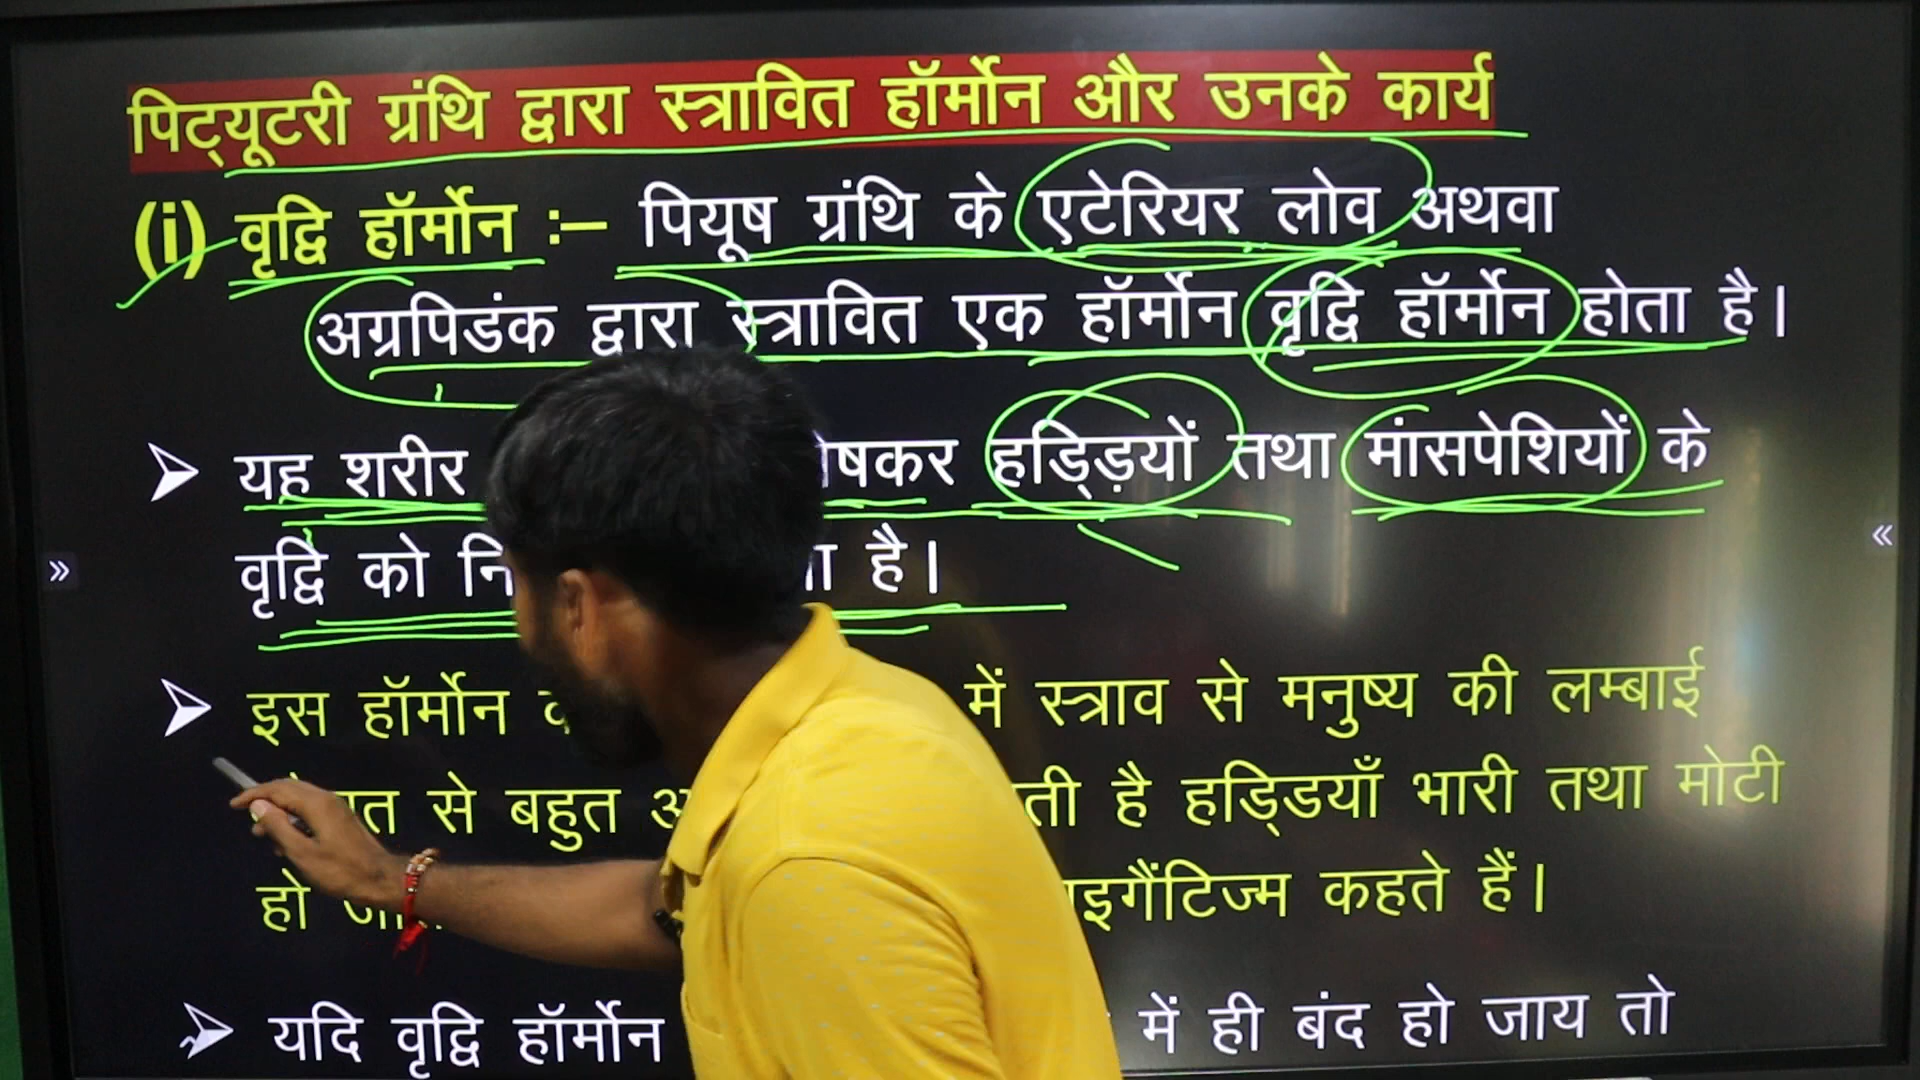 पिट्यूटरी ग्रंथि द्वारा स्त्रावित हॉर्मोन और उनके कार्य
(i) वृद्वि हॉर्मोन :– पियूष ग्रंथि के एटेरियर लोव अथवा
अग्रपिडंक द्वारा स्त्रावित एक हॉर्मोन वृद्वि हॉर्मोन होता है।
यह शरीर षकर हड्ड़ियों तथा मांसपेशियों के
वृद्वि को है।
इस हॉर्मोन में स्त्राव से मनुष्य की लम्बाई
से बहुत है हड्डियाँ भारी तथा मोटी
हो कहते हैं।
यदि वृद्वि हॉर्मोन में ही बंद हो जाय तो